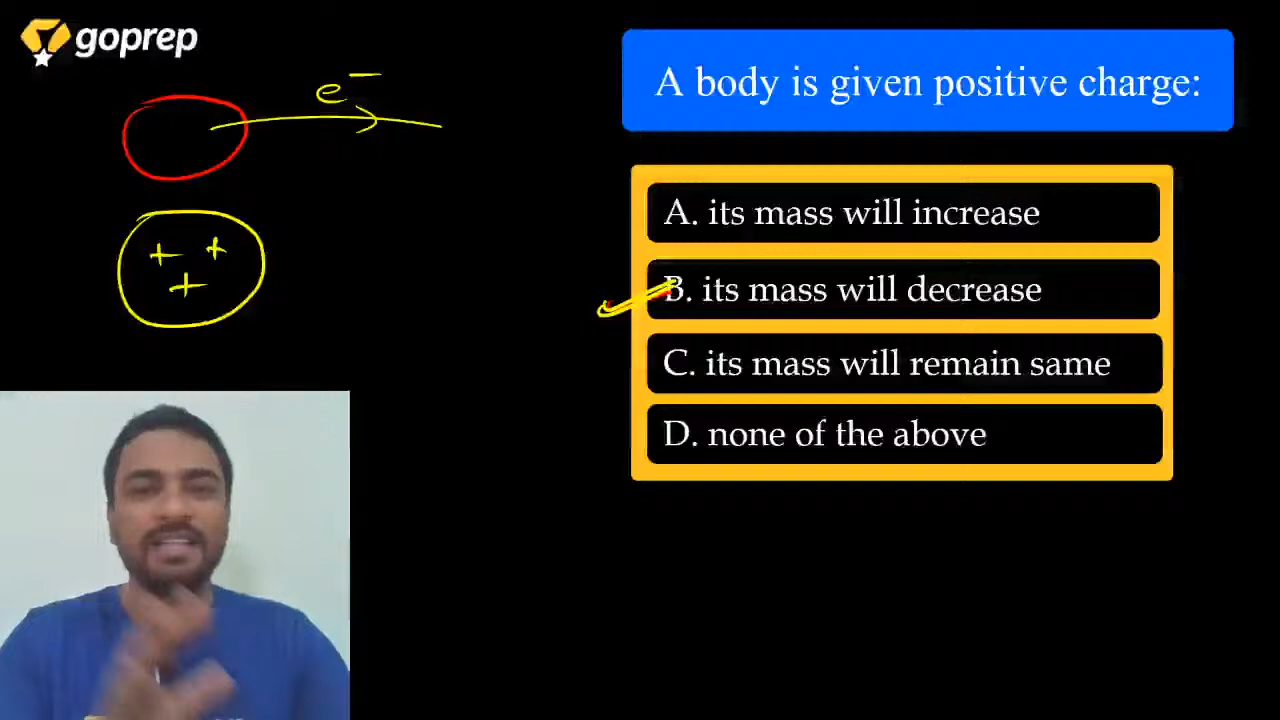 goprep
e⁻
+ +
+
A body is given positive charge:
A. its mass will increase
B. its mass will decrease
C. its mass will remain same
D. none of the above